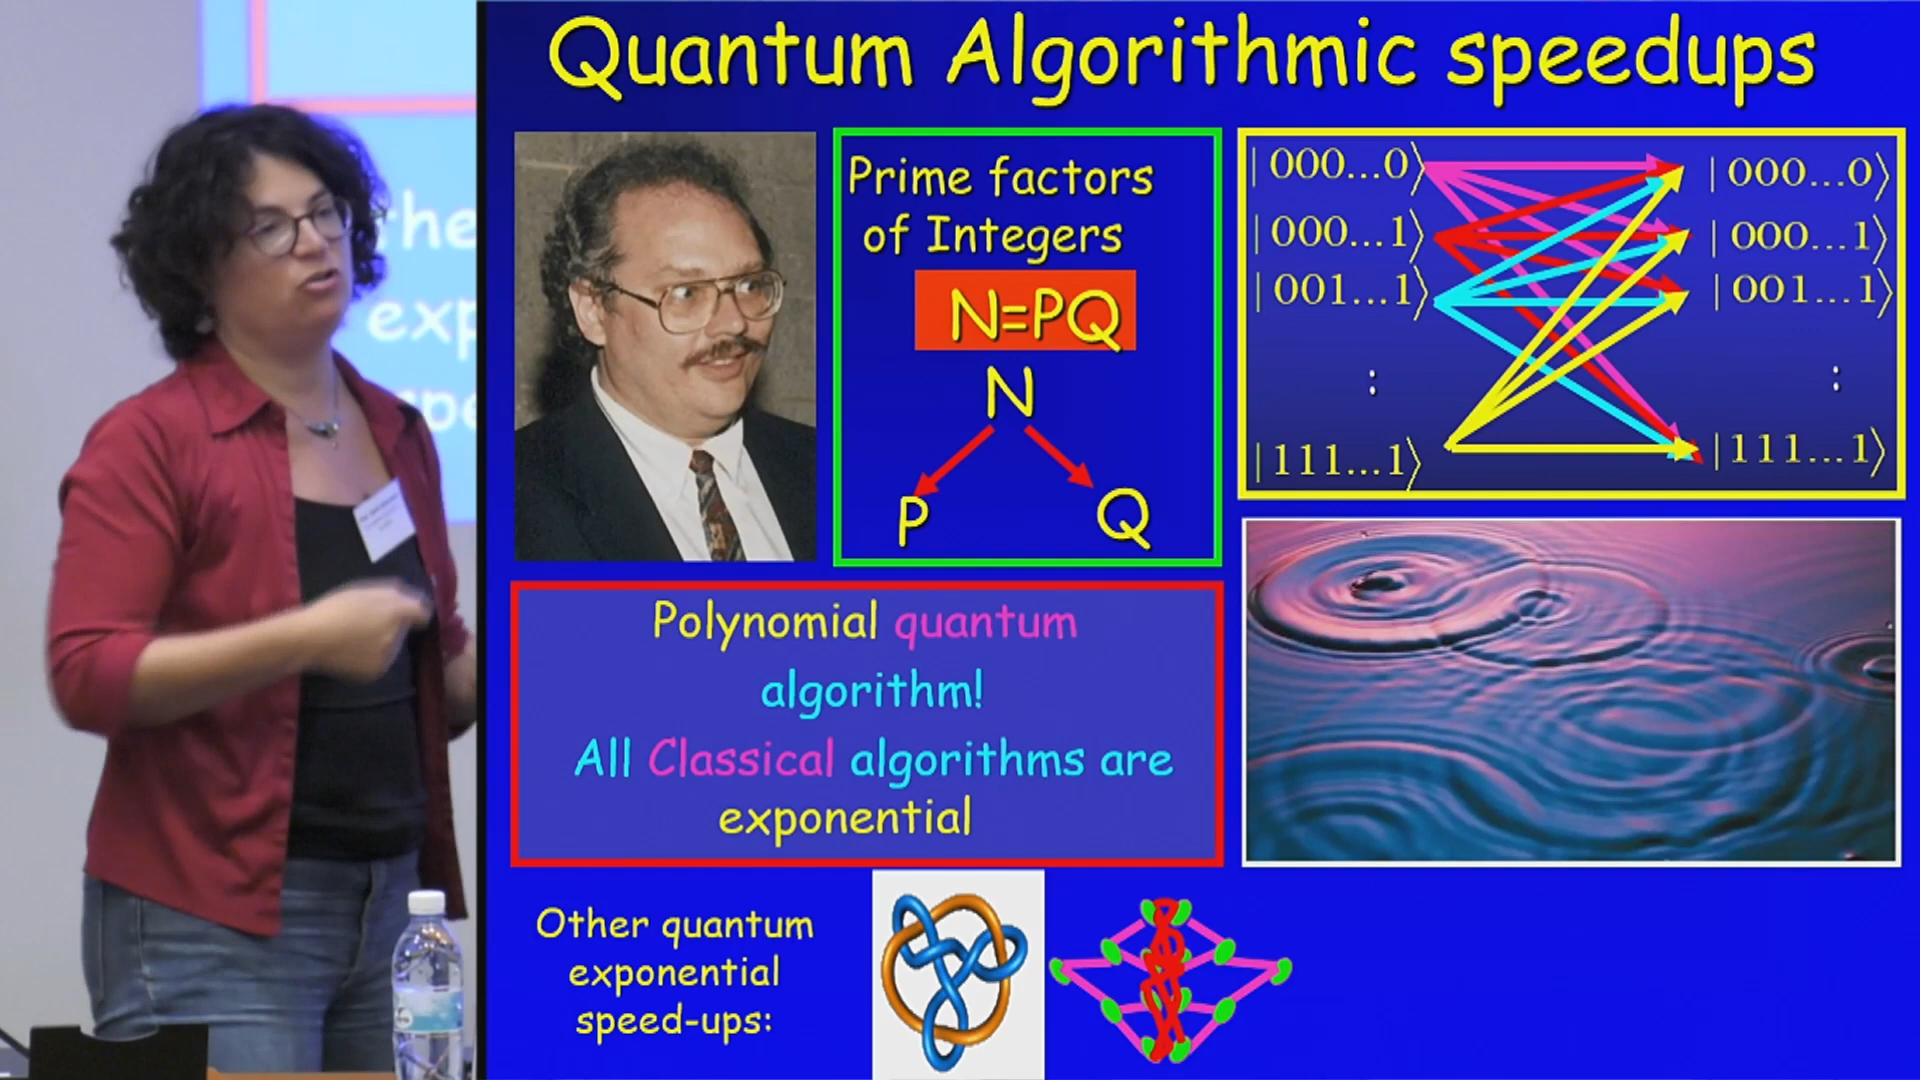 Quantum Algorithmic speedups
Prime factors
of Integers
N=PQ
N
P
Q
|000...0⟩
|000...1⟩
|001...1⟩
:
|111...1⟩
|000...0⟩
|000...1⟩
|001...1⟩
:
|111...1⟩
Polynomial quantum
algorithm!
All Classical algorithms are
exponential
Other quantum
exponential
speed-ups: